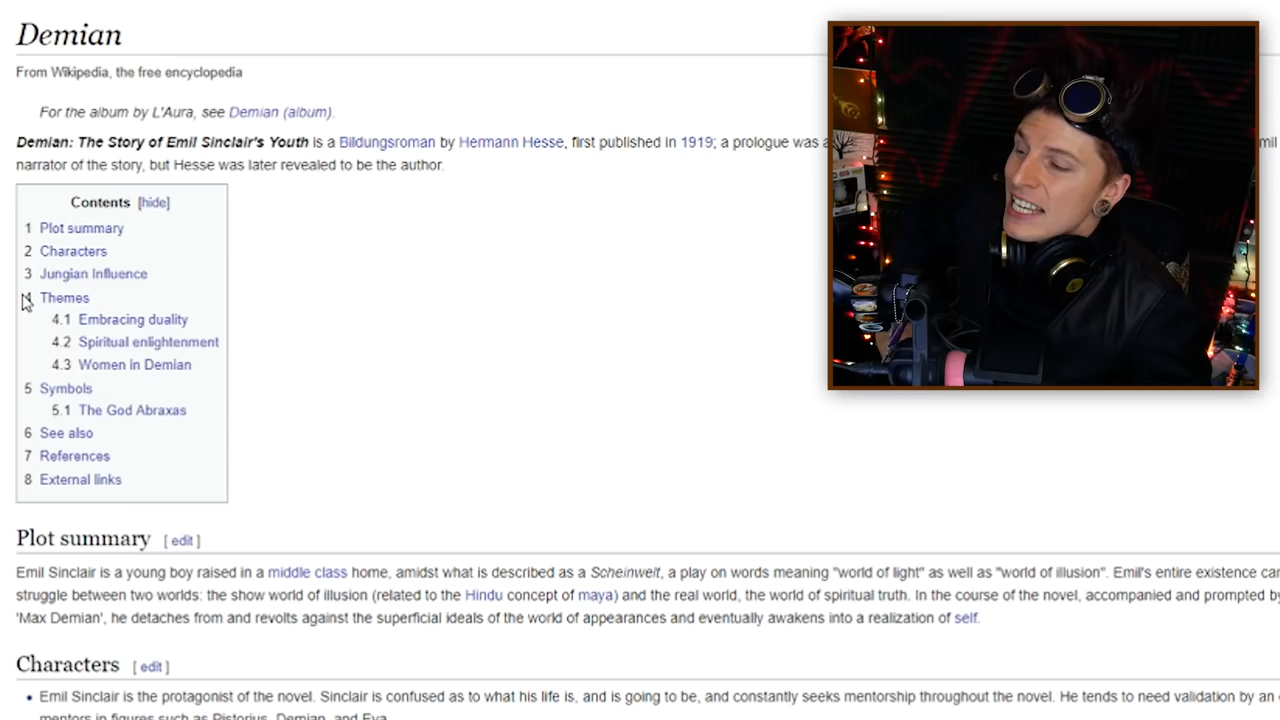 Demian
From Wikipedia, the free encyclopedia
For the album by L'Aura, see Demian (album).
Demian: The Story of Emil Sinclair's Youth is a Bildungsroman by Hermann Hesse, first published in 1919; a prologue was
narrator of the story, but Hesse was later revealed to be the author.
Contents [hide]
1 Plot summary
2 Characters
3 Jungian Influence
4 Themes
4.1 Embracing duality
4.2 Spiritual enlightenment
4.3 Women in Demian
5 Symbols
5.1 The God Abraxas
6 See also
7 References
8 External links
Plot summary [ edit ]
Emil Sinclair is a young boy raised in a middle class home, amidst what is described as a Scheinwelt, a play on words meaning "world of light" as well as "world of illusion". Emil's entire existence can
struggle between two worlds: the show world of illusion (related to the Hindu concept of maya) and the real world, the world of spiritual truth. In the course of the novel, accompanied and prompted by
'Max Demian', he detaches from and revolts against the superficial ideals of the world of appearances and eventually awakens into a realization of self.
Characters [ edit ]
• Emil Sinclair is the protagonist of the novel. Sinclair is confused as to what his life is, and is going to be, and constantly seeks mentorship throughout the novel. He tends to need validation by an
mentors in figures such as Pistorius, Demian, and Eva.